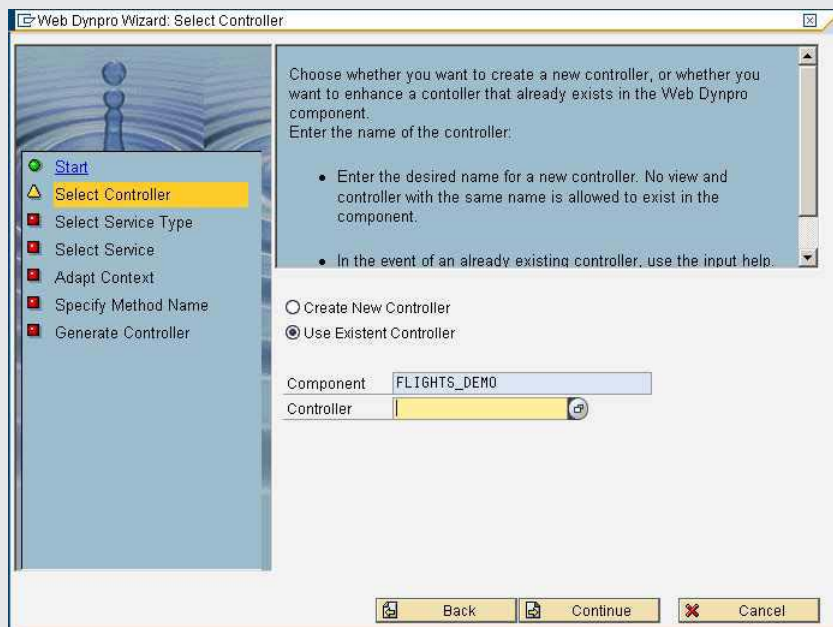 Web Dynpro Wizard: Select Controller
Start
Select Controller
Select Service Type
Select Service
Adapt Context
Specify Method Name
Generate Controller
Choose whether you want to create a new controller, or whether you
want to enhance a contoller that already exists in the Web Dynpro
component.
Enter the name of the controller:
• Enter the desired name for a new controller. No view and
controller with the same name is allowed to exist in the
component.
• In the event of an already existing controller, use the input help.
Create New Controller
Use Existent Controller
Component FLIGHTS_DEMO
Controller
Back Continue Cancel